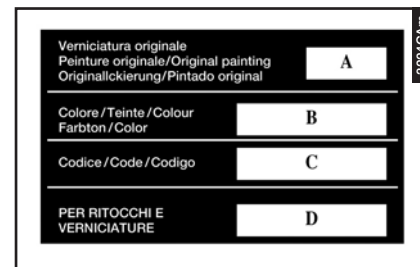 Verniciatura originale
Peinture originale/Original painting
Originallckierung/Pintado original
A
Colore/Teinte/Colour
Farbton/Color
B
Codice/Code/Codigo
C
PER RITOCCHI E
VERNICIATURE
D